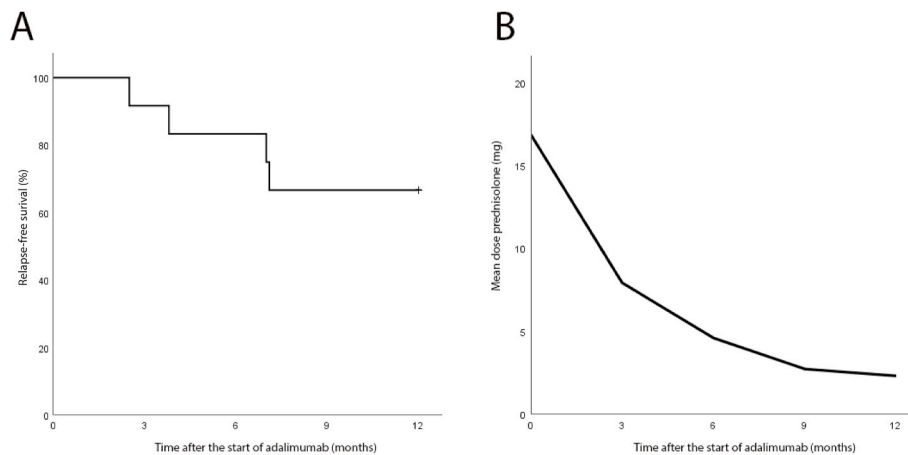 A
Relapse-free surival (%)
100
80
60
40
20
0
0 3 6 9 12
Time after the start of adalimumab (months)
B
Mean dose prednisolone (mg)
20
15
10
5
0
0 3 6 9 12
Time after the start of adalimumab (months)